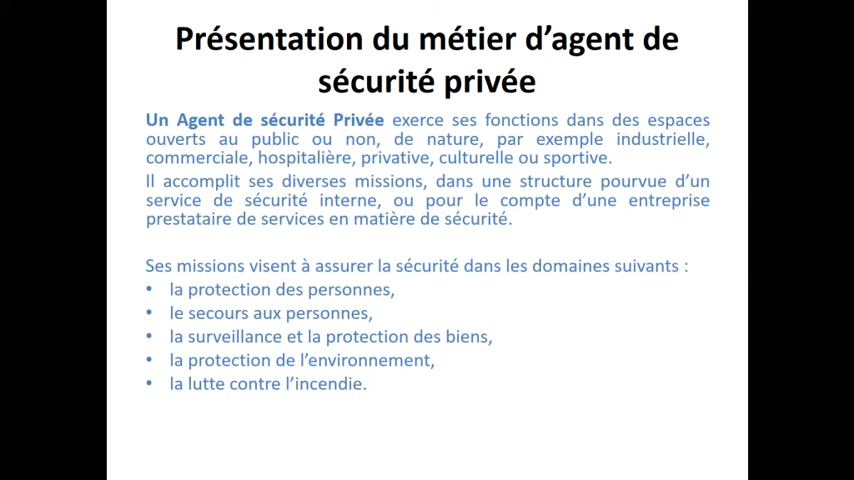 Présentation du métier d’agent de
sécurité privée
Un Agent de sécurité Privée exerce ses fonctions dans des espaces
ouverts au public ou non, de nature, par exemple industrielle,
commerciale, hospitalière, privative, culturelle ou sportive.
Il accomplit ses diverses missions, dans une structure pourvue d’un
service de sécurité interne, ou pour le compte d’une entreprise
prestataire de services en matière de sécurité.
Ses missions visent à assurer la sécurité dans les domaines suivants :
• la protection des personnes,
• le secours aux personnes,
• la surveillance et la protection des biens,
• la protection de l’environnement,
• la lutte contre l’incendie.